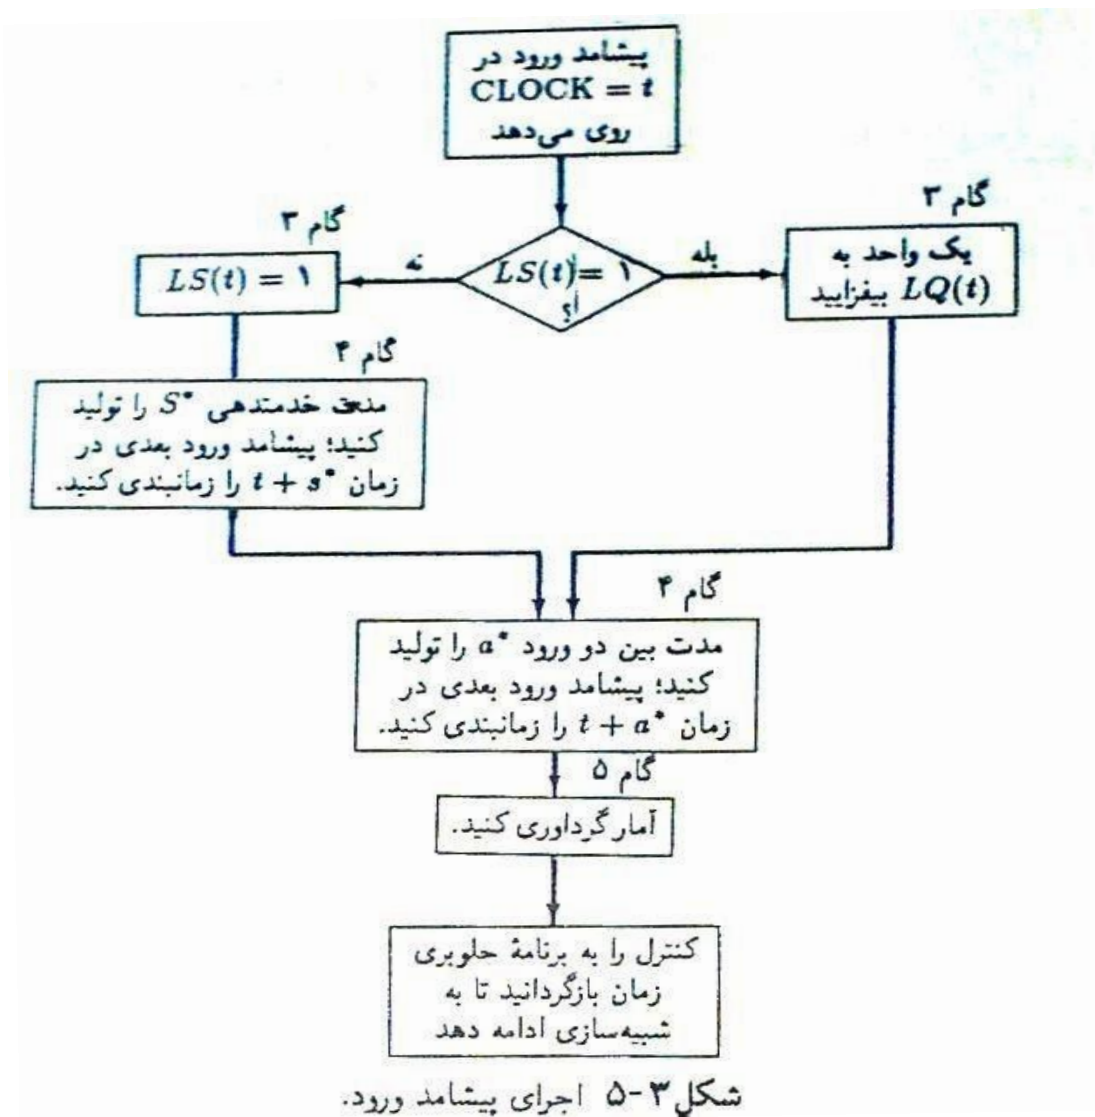 پیشامد ورود در
CLOCK = t
روی می‌دهد
گام ۳
یک واحد به
LQ(t) بیفزایید
بله
LS(t) = ۱
؟
نه
گام ۳
LS(t) = ۱
گام ۴
مدت خدمتدهی S* را تولید
کنید؛ پیشامد ورود بعدی در
زمان t + s* را زمانبندی کنید.
گام ۴
مدت بین دو ورود a* را تولید
کنید؛ پیشامد ورود بعدی در
زمان t + a* را زمانبندی کنید.
گام ۵
آمار گرداوری کنید.
کنترل را به برنامهٔ جلوبری
زمان بازگردانید تا به
شبیه‌سازی ادامه دهد
شکل ۳-۵ اجرای پیشامد ورود.